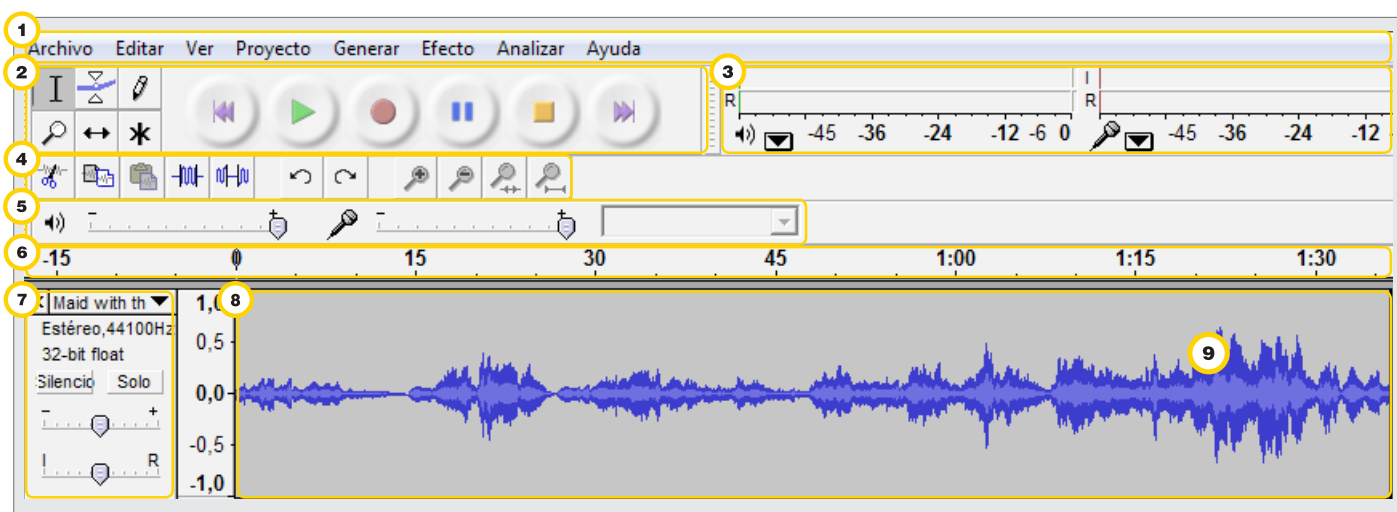 1
Archivo Editar Ver Proyecto Generar Efecto Analizar Ayuda
2
3
R
-45 -36 -24 -12 -6 0
I
R
-45 -36 -24 -12
4
5
- +
- +
6
-15 0 15 30 45 1:00 1:15 1:30
7
Maid with th
Estéreo,44100Hz
32-bit float
Silencio Solo
- +
I R
8
0,5
0,0
-0,5
-1,0
9